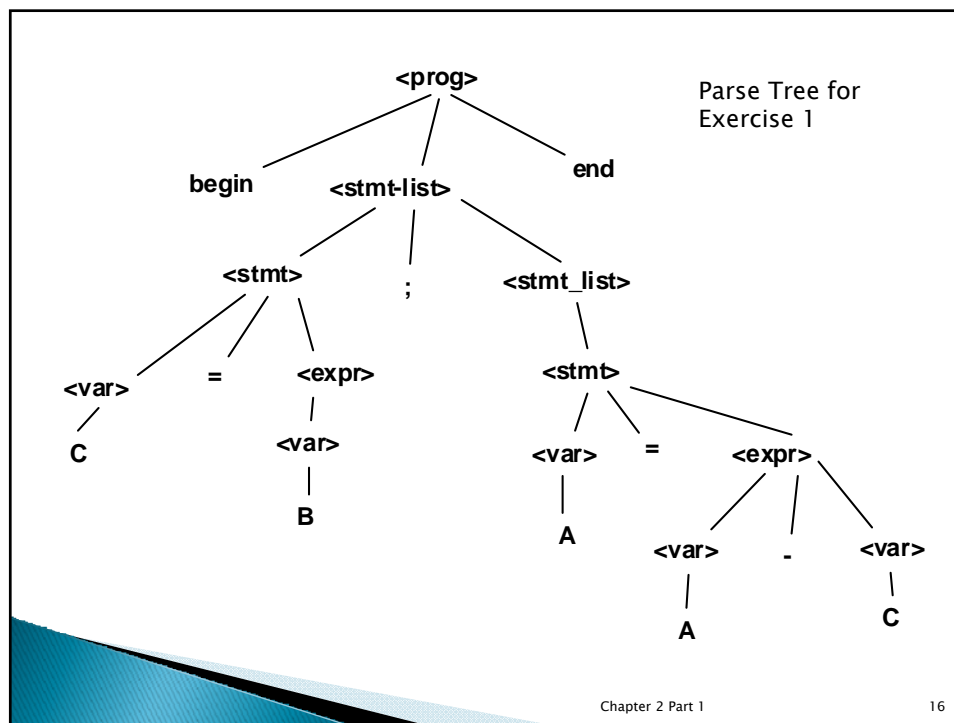 <prog>
Parse Tree for
Exercise 1
begin <stmt-list> end
<stmt> ; <stmt_list>
<var> = <expr> <stmt>
C <var> <var> = <expr>
B A <var> - <var>
A C
Chapter 2 Part 1 16